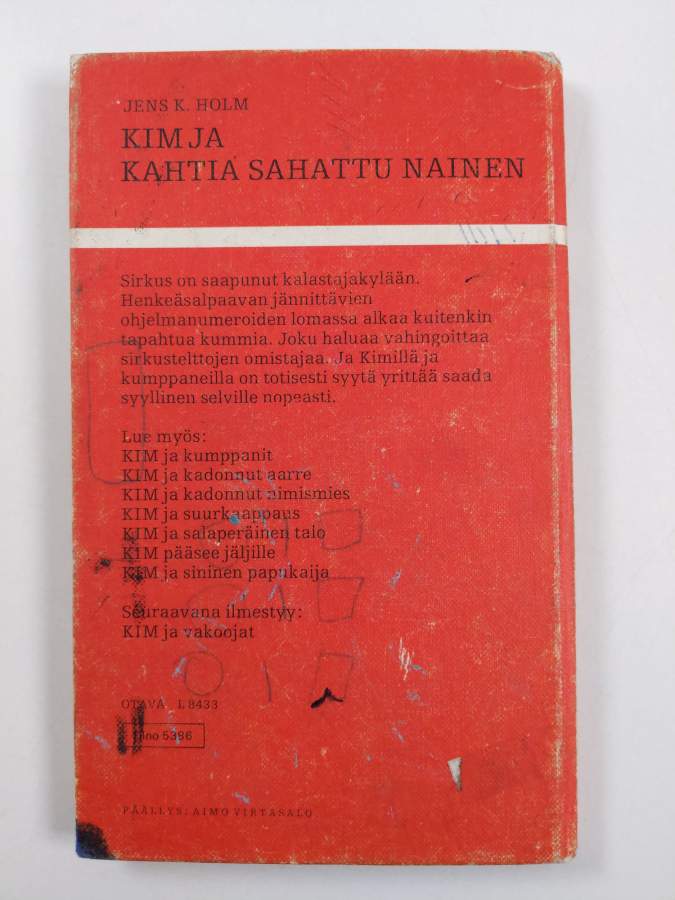 JENS K. HOLM
KIM JA
KAHTIA SAHATTU NAINEN
Sirkus on saapunut kalastajakylään.
Henkeäsalpaavan jännittävien
ohjelmanumeroiden lomassa alkaa kuitenkin
tapahtua kummia. Joku haluaa vahingoittaa
sirkustelttojen omistajaa. Ja Kimillä ja
kumppaneilla on totisesti syytä yrittää saada
syyllinen selville nopeasti.
Lue myös:
KIM ja kumppanit
KIM ja kadonnut aarre
KIM ja kadonnut nimismies
KIM ja suurkaappaus
KIM ja salaperäinen talo
KIM pääsee jäljille
KIM ja sininen papukaija
Seuraavana ilmestyy:
KIM ja vakoojat
OTAVA L 8433
5386
PÄÄLLYS: AIMO VIRTASALO